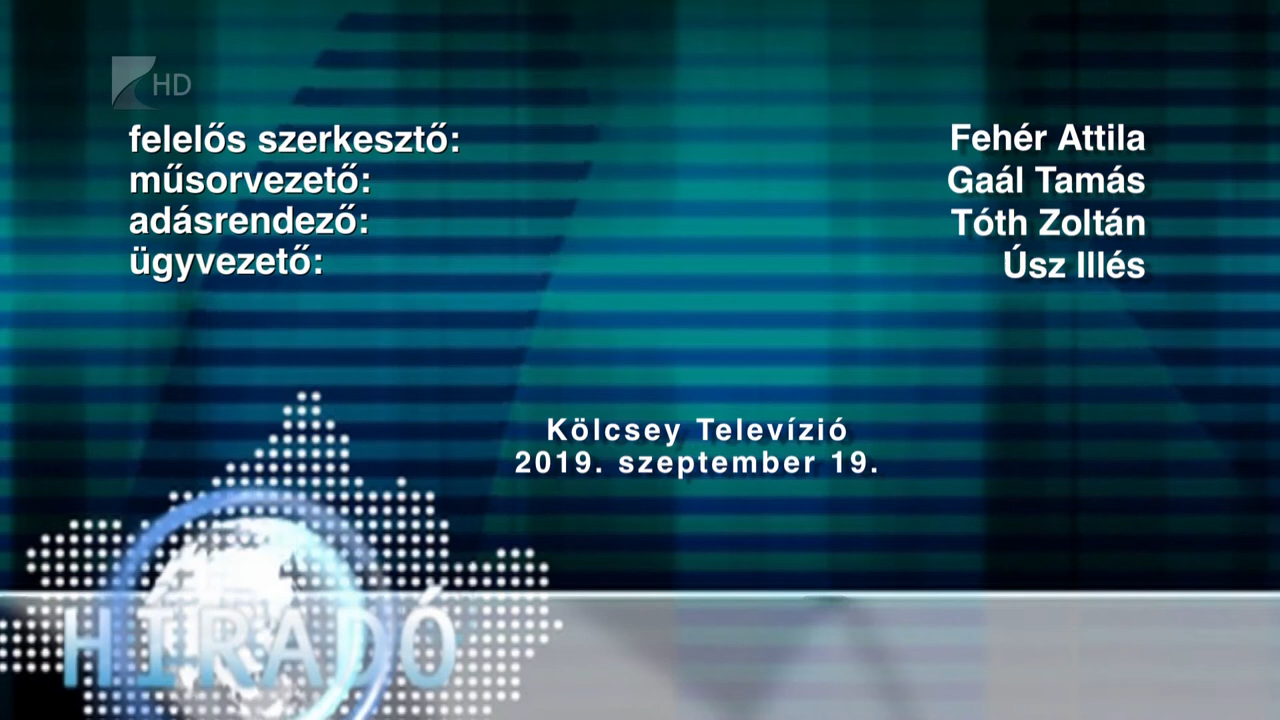 HD
felelős szerkesztő: Fehér Attila
műsorvezető: Gaál Tamás
adásrendező: Tóth Zoltán
ügyvezető: Úsz Illés
Kölcsey Televízió
2019. szeptember 19.
HÍRADÓ